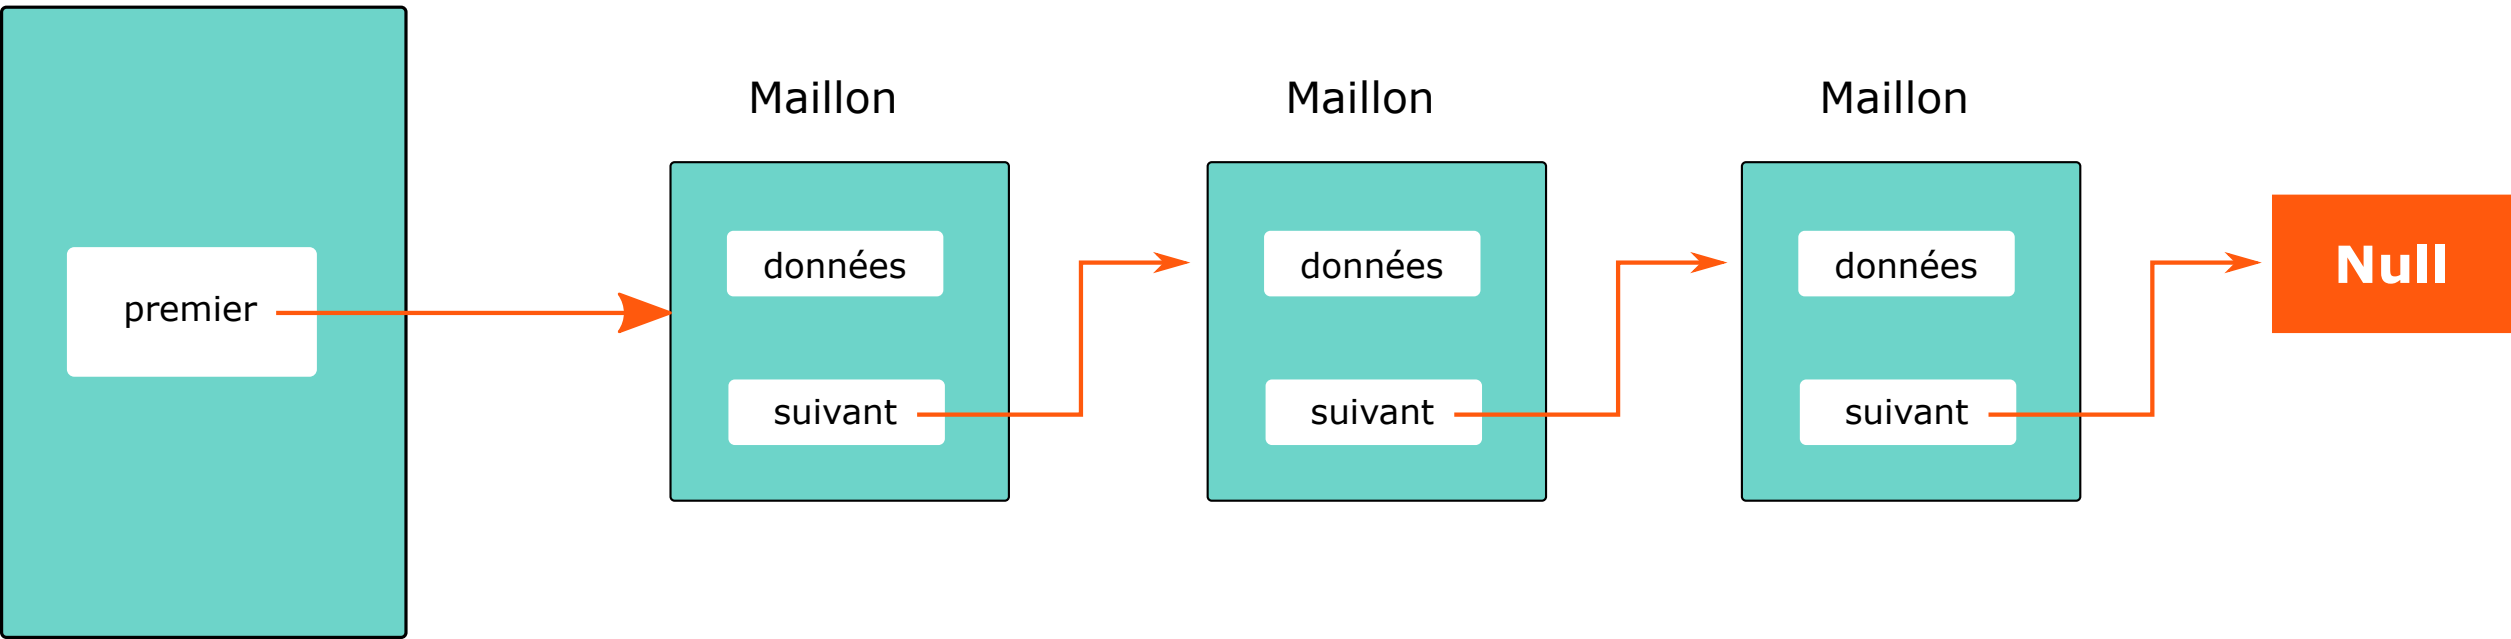 Maillon
Maillon
Maillon
premier
données
suivant
données
suivant
données
suivant
Null